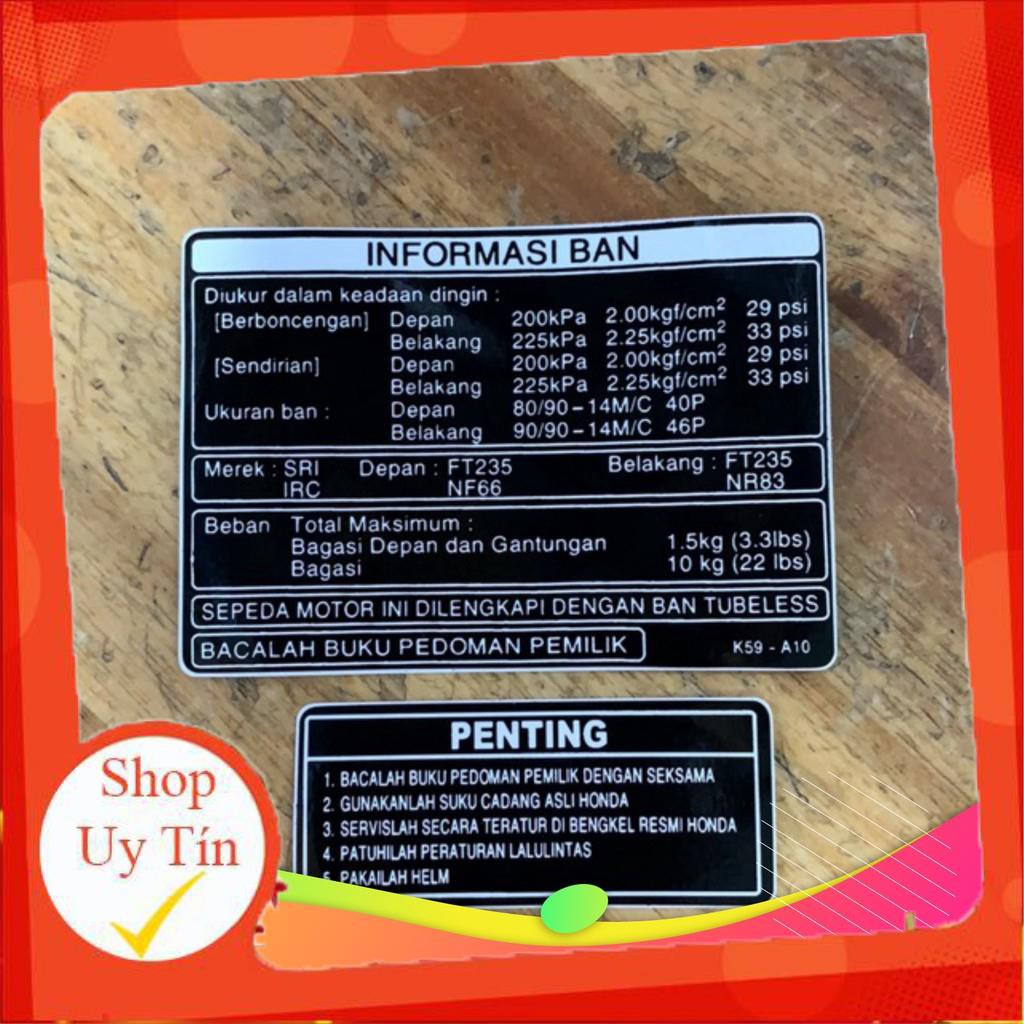 INFORMASI BAN
Diukur dalam keadaan dingin :
[Berboncengan] Depan 200kPa 2.00kgf/cm² 29 psi
Belakang 225kPa 2.25kgf/cm² 33 psi
[Sendirian] Depan 200kPa 2.00kgf/cm² 29 psi
Belakang 225kPa 2.25kgf/cm² 33 psi
Ukuran ban : Depan 80/90-14M/C 40P
Belakang 90/90-14M/C 46P
Merek : SRI Depan : FT235 Belakang : FT235
IRC NF66 NR83
Beban Total Maksimum :
Bagasi Depan dan Gantungan 1.5kg (3.3lbs)
Bagasi 10 kg (22 lbs)
SEPEDA MOTOR INI DILENGKAPI DENGAN BAN TUBELESS
BACALAH BUKU PEDOMAN PEMILIK K59 - A10
PENTING
1. BACALAH BUKU PEDOMAN PEMILIK DENGAN SEKSAMA
2. GUNAKANLAH SUKU CADANG ASLI HONDA
3. SERVISLAH SECARA TERATUR DI BENGKEL RESMI HONDA
4. PATUHILAH PERATURAN LALULINTAS
5. PAKAILAH HELM
Shop
Uy Tín